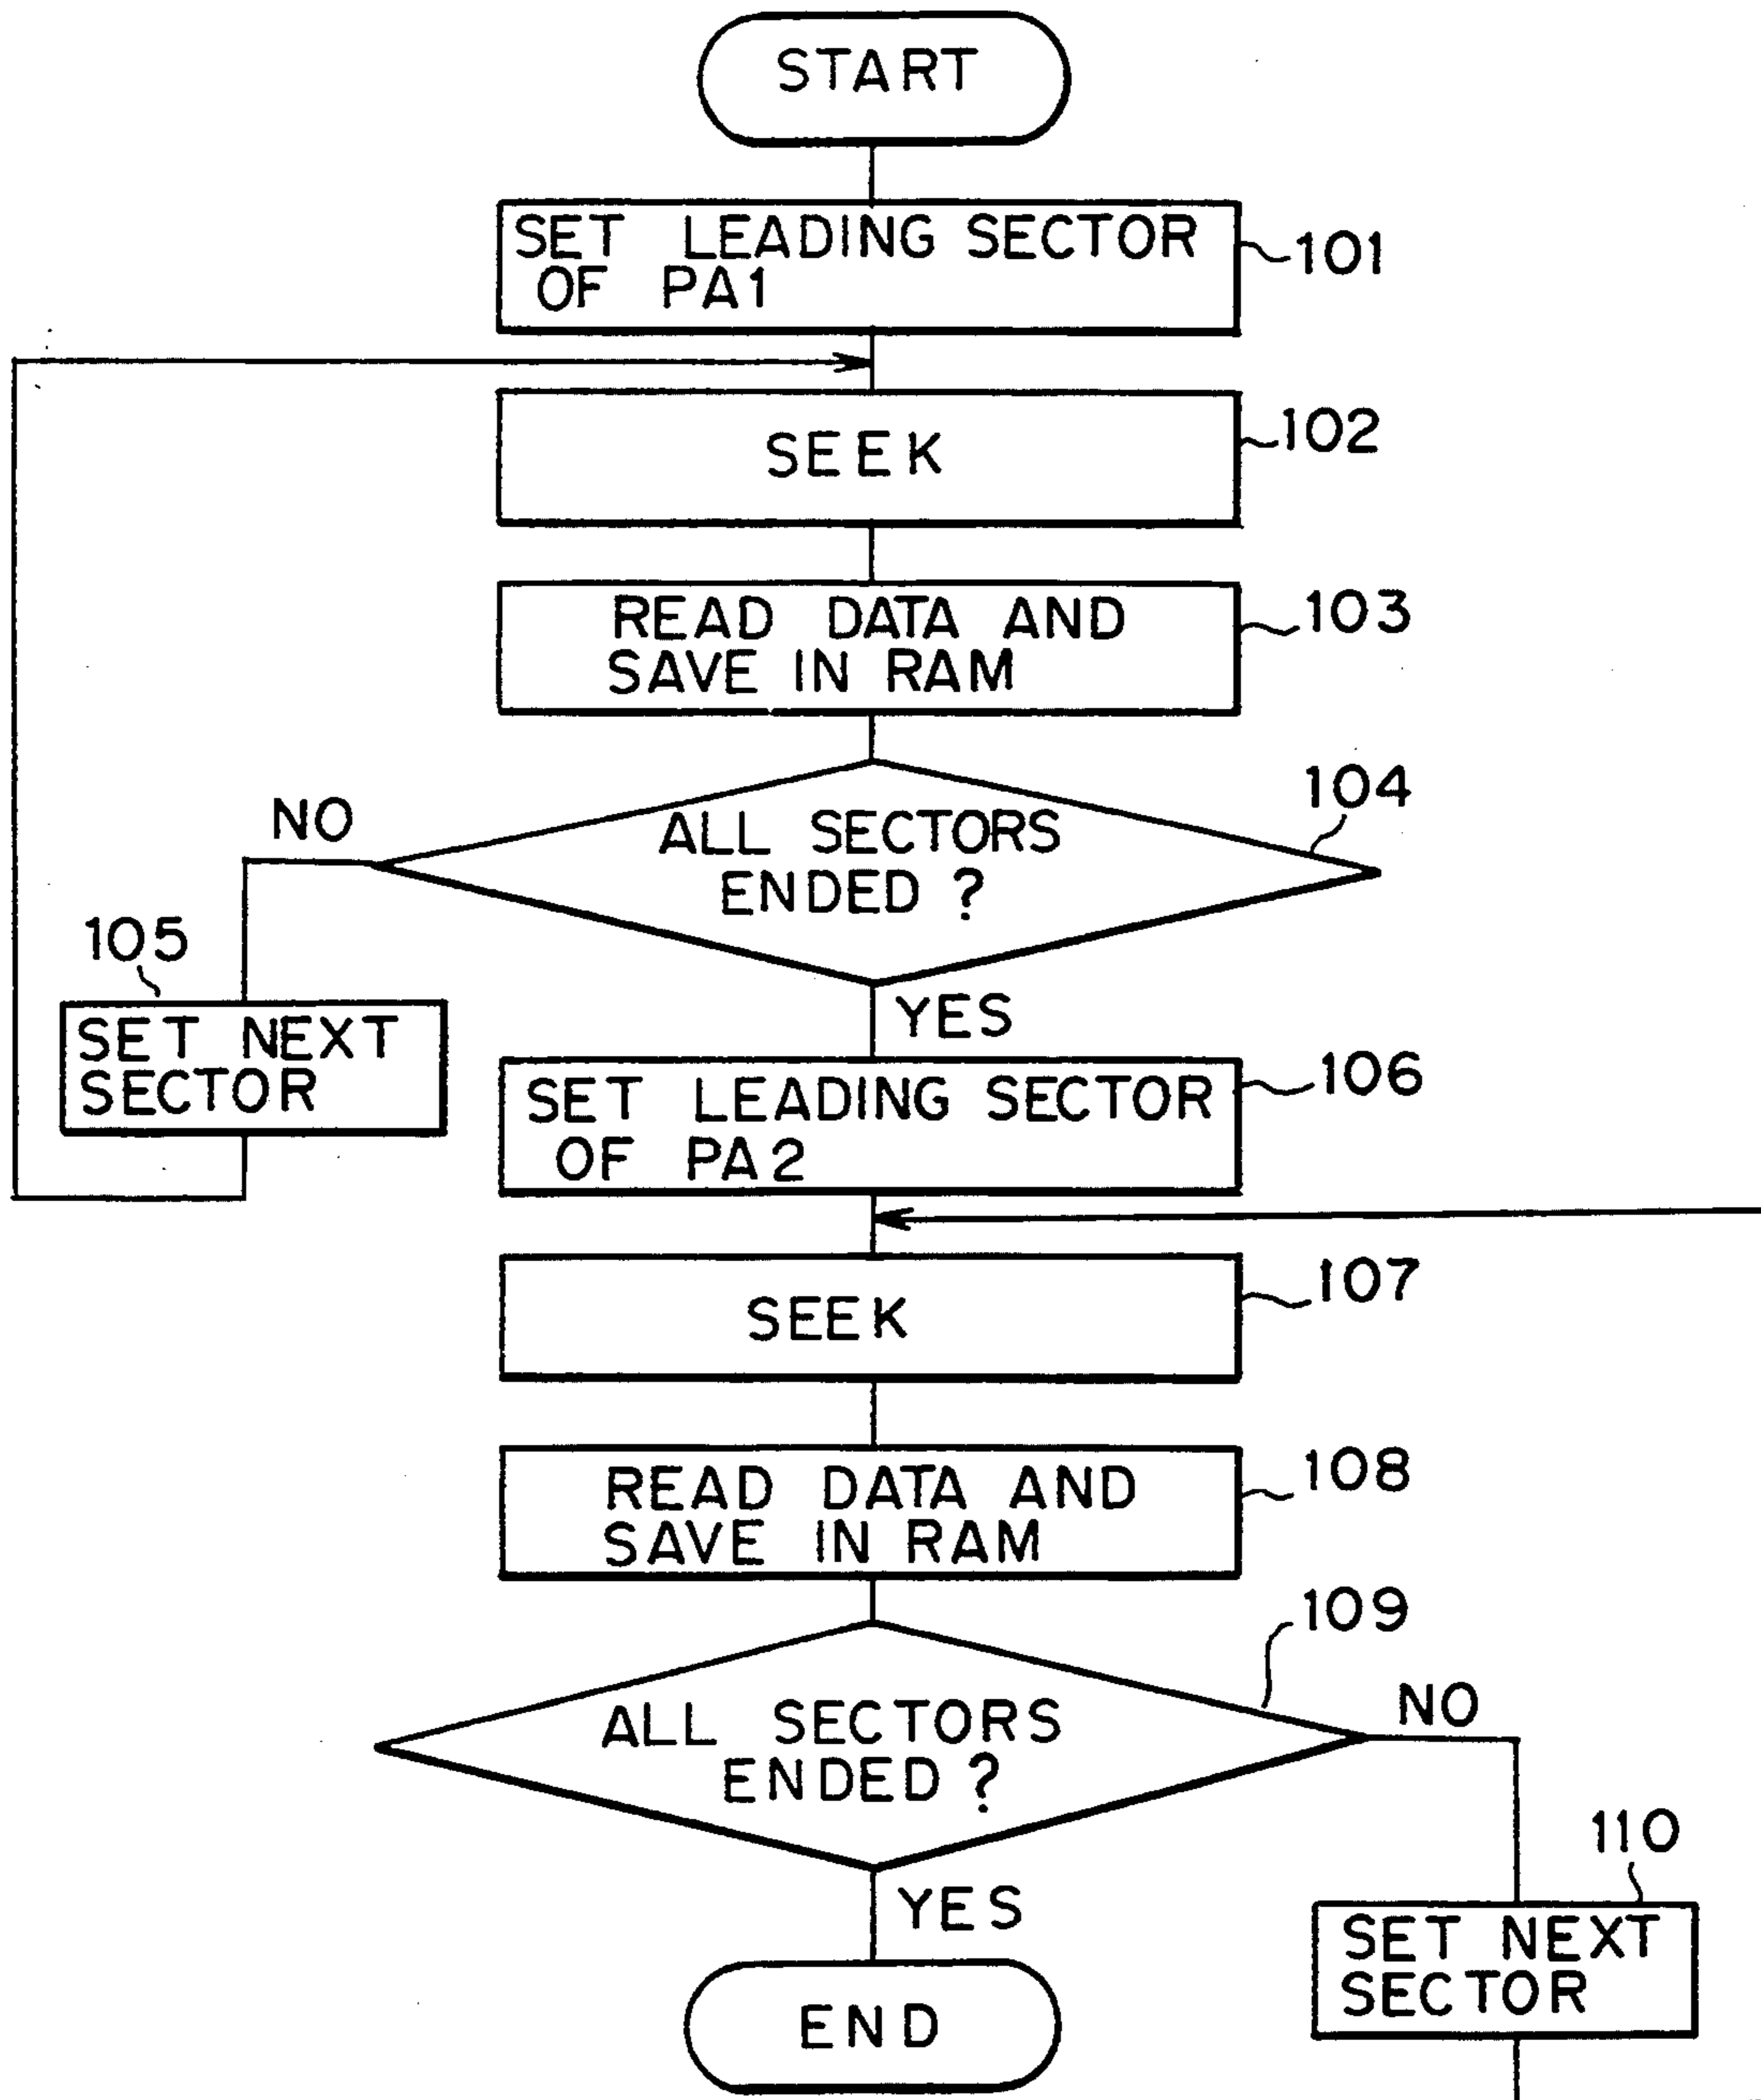 START
SET LEADING SECTOR
OF PA1
101
SEEK
102
READ DATA AND
SAVE IN RAM
103
104
NO
ALL SECTORS
ENDED ?
105
SET NEXT
SECTOR
YES
SET LEADING SECTOR
OF PA2
106
SEEK
107
READ DATA AND
SAVE IN RAM
108
109
ALL SECTORS
ENDED ?
NO
110
SET NEXT
SECTOR
YES
END